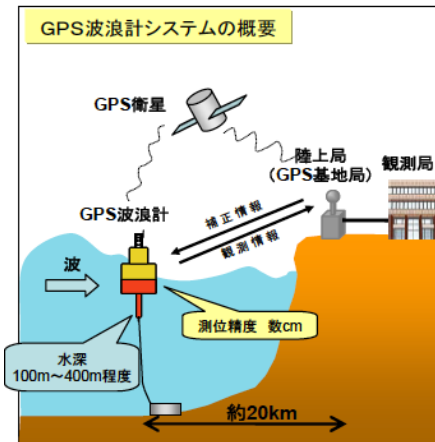 GPS波浪計システムの概要
GPS衛星
陸上局
(GPS基地局)
観測局
GPS波浪計
補正情報
観測情報
波
測位精度 数cm
水深
100m～400m程度
約20km